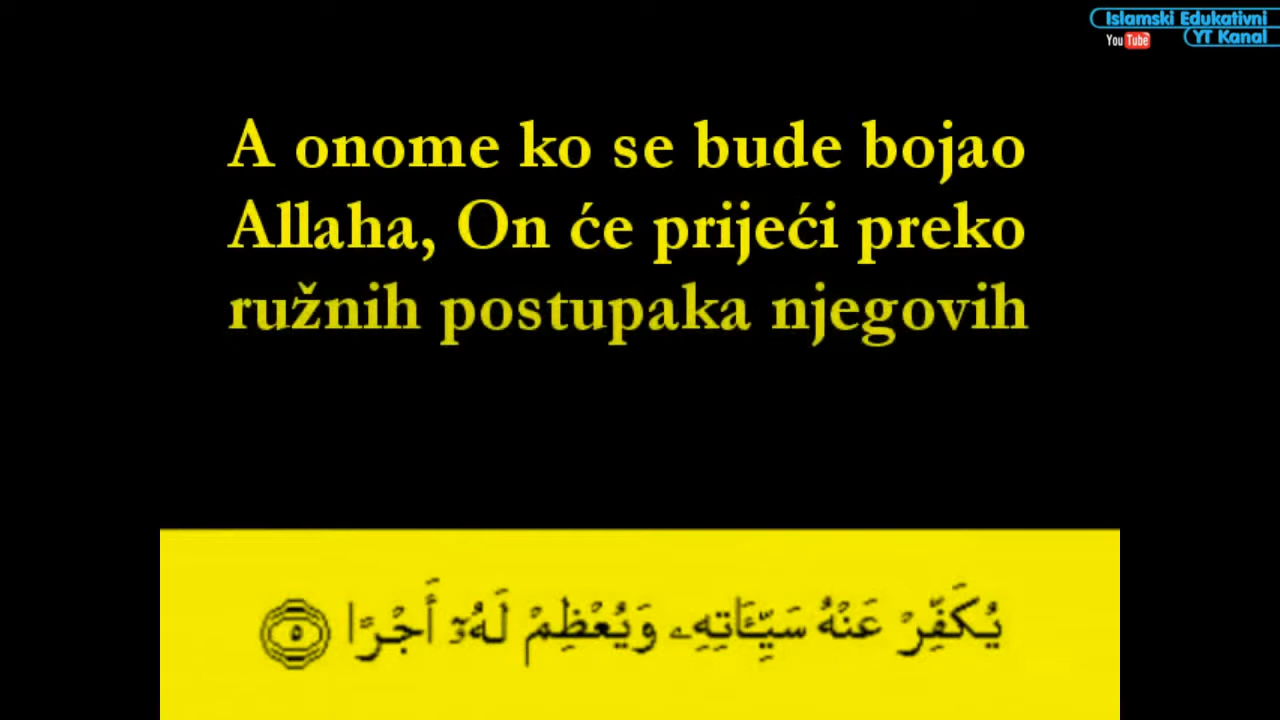 Islamski Edukativni
YouTube YT Kanal
A onome ko se bude bojao
Allaha, On će prijeći preko
ružnih postupaka njegovih
يُكَفِّرْ عَنْهُ سَيِّـَٔاتِهِۦ وَيُعْظِمْ لَهُۥٓ أَجْرًا ٥